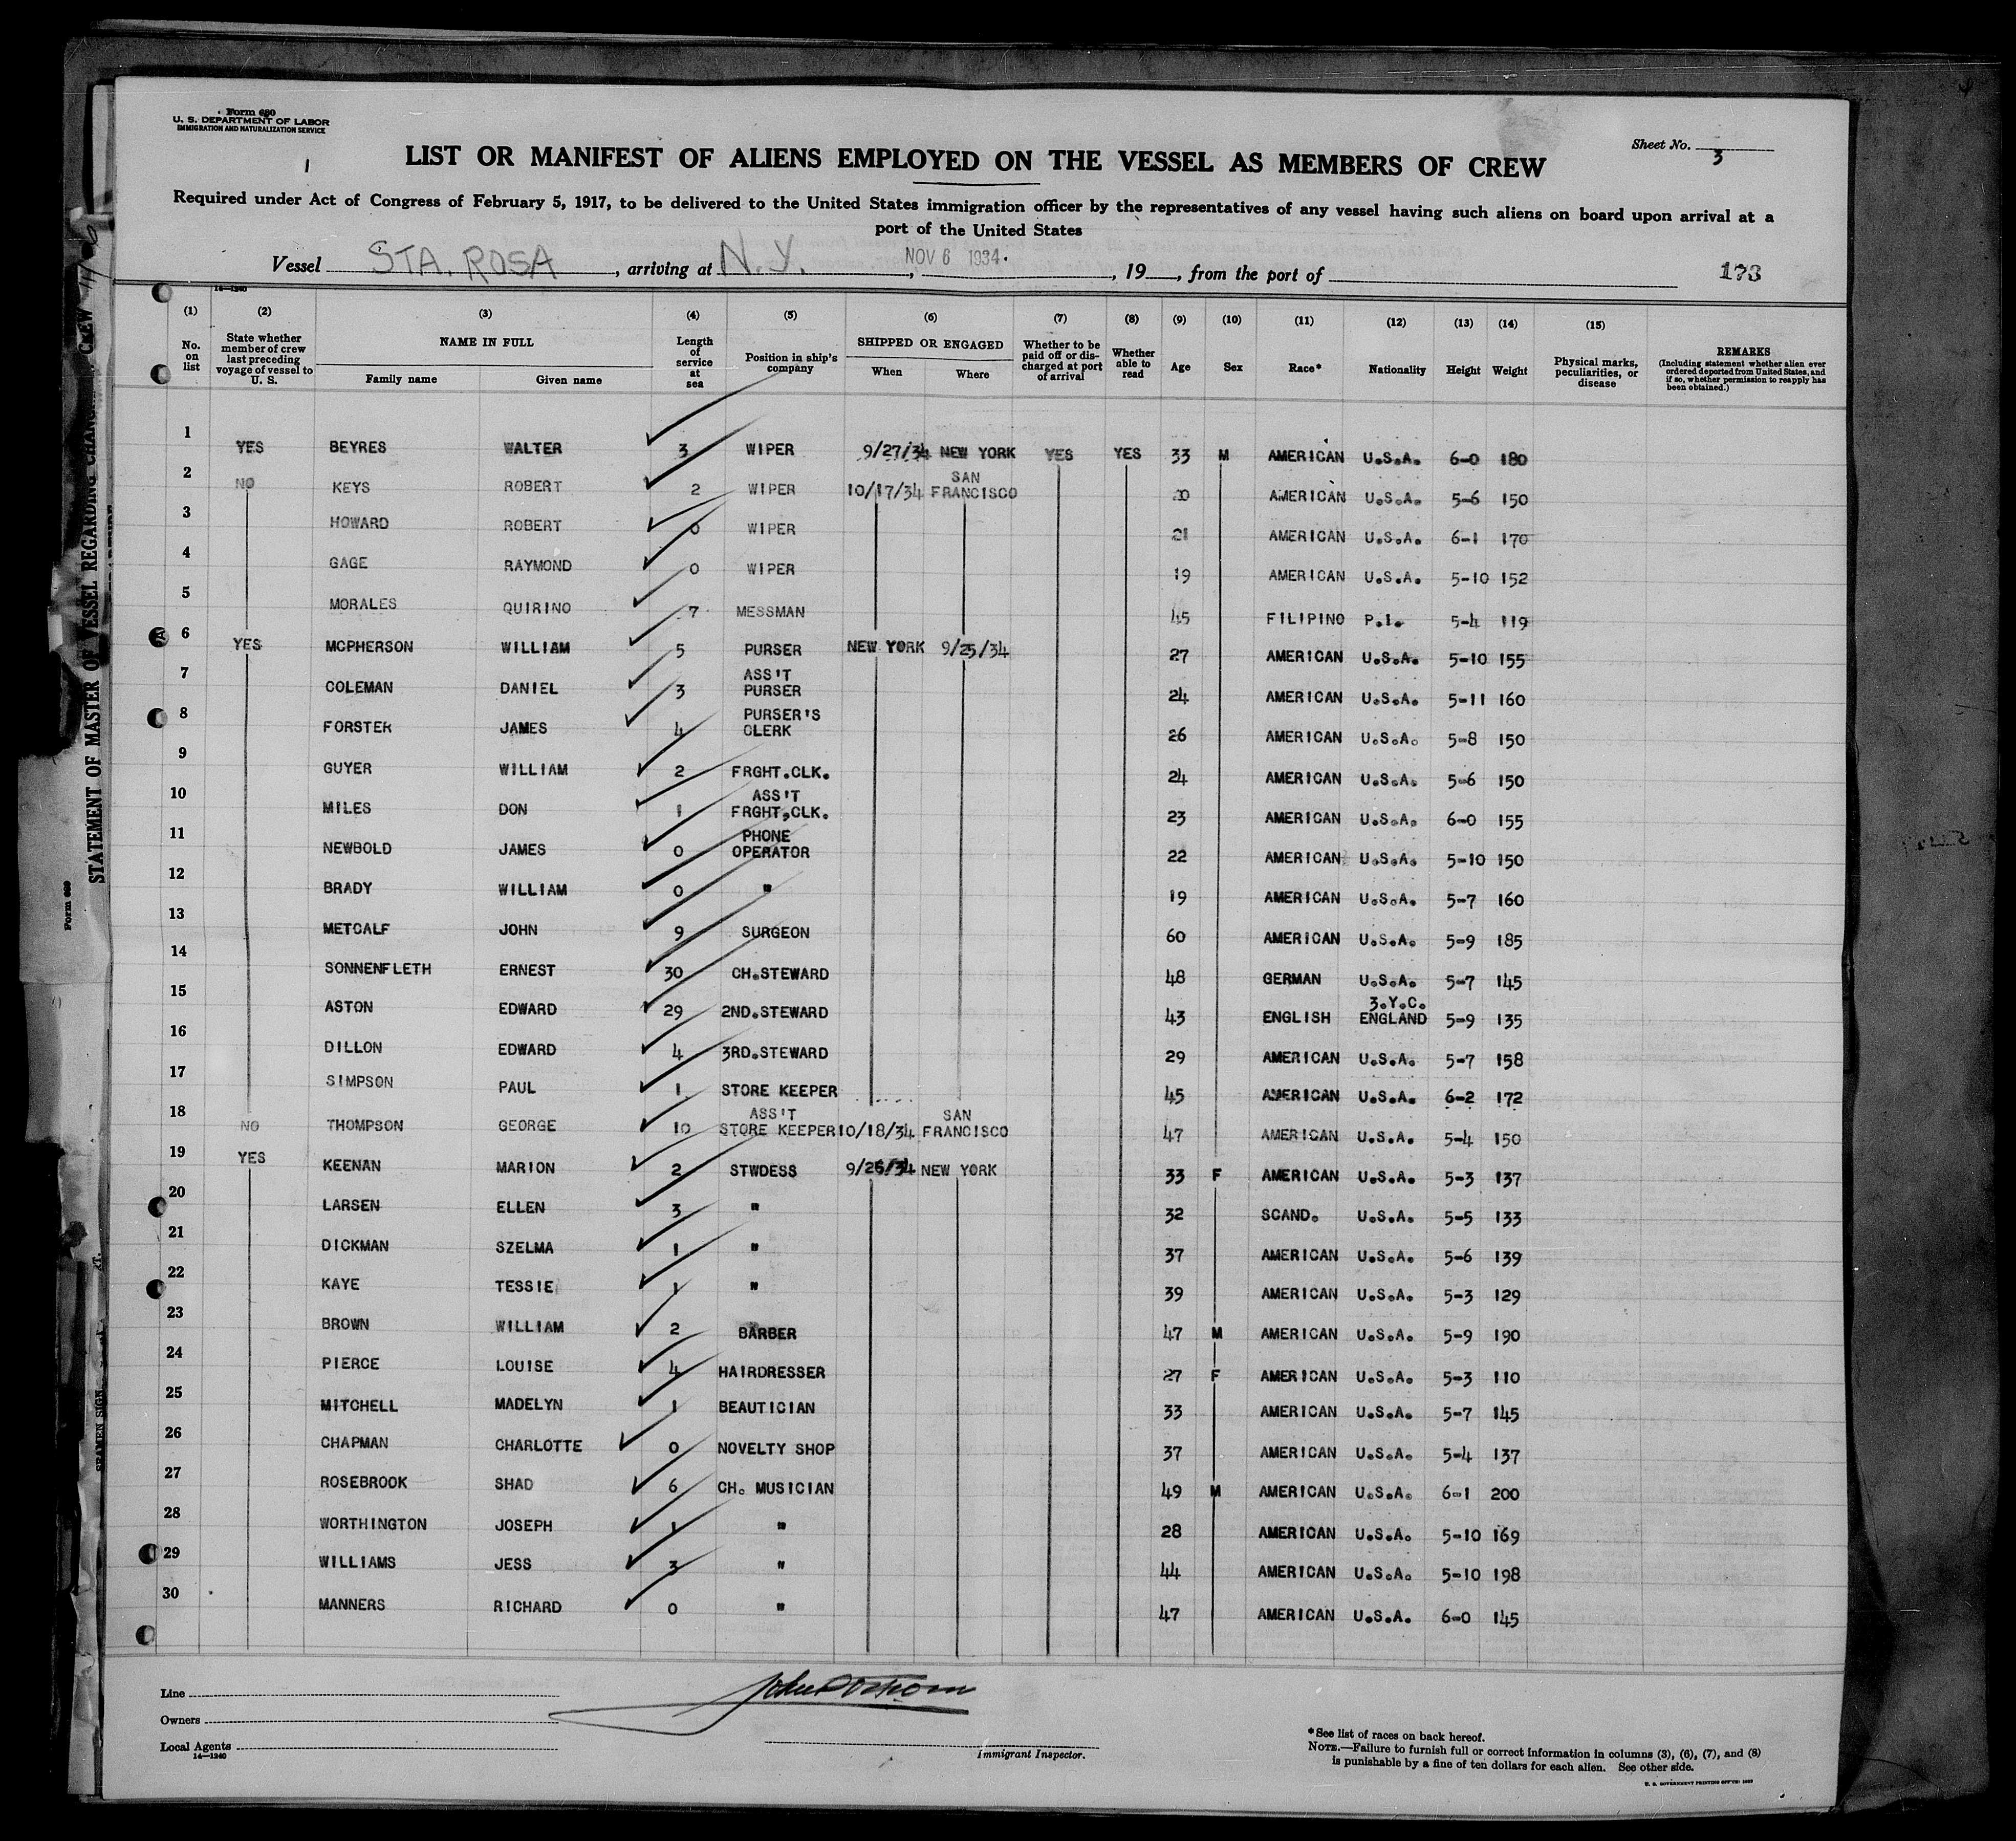 Form 680
U. S. DEPARTMENT OF LABOR
IMMIGRATION AND NATURALIZATION SERVICE
1
Sheet No. 3
LIST OR MANIFEST OF ALIENS EMPLOYED ON THE VESSEL AS MEMBERS OF CREW
Required under Act of Congress of February 5, 1917, to be delivered to the United States immigration officer by the representatives of any vessel having such aliens on board upon arrival at a
port of the United States
Vessel STA. ROSA, arriving at N.Y., NOV 6 1934., 19, from the port of 173
14—1240
(1) (2) (3) (4) (5) (6) (7) (8) (9) (10) (11) (12) (13) (14) (15)
No. on list State whether member of crew last preceding voyage of vessel to U. S. NAME IN FULL Family name Given name Length of service at sea Position in ship's company SHIPPED OR ENGAGED When Where Whether to be paid off or discharged at port of arrival Whether able to read Age Sex Race* Nationality Height Weight Physical marks, peculiarities, or disease REMARKS (Including statement whether alien ever ordered deported from United States, and if so, whether permission to reapply has been obtained.)
1 YES BEYRES WALTER 3 WIPER 9/27/34 NEW YORK YES YES 33 M AMERICAN U.S.A. 6-0 180
2 NO KEYS ROBERT 2 WIPER 10/17/34 SAN FRANCISCO AMERICAN U.S.A. 5-6 150
3 HOWARD ROBERT 0 WIPER 21 AMERICAN U.S.A. 6-1 170
4 GAGE RAYMOND 0 WIPER 19 AMERICAN U.S.A. 5-10 152
5 MORALES QUIRINO 7 MESSMAN 45 FILIPINO P.I. 5-4 119
6 YES MCPHERSON WILLIAM 5 PURSER NEW YORK 9/25/34 27 AMERICAN U.S.A. 5-10 155
7 COLEMAN DANIEL 3 ASS'T PURSER 24 AMERICAN U.S.A. 5-11 160
8 FORSTER JAMES 4 PURSER'S CLERK 26 AMERICAN U.S.A. 5-8 150
9 GUYER WILLIAM 2 FRGHT.CLK. 24 AMERICAN U.S.A. 5-6 150
10 MILES DON 1 ASS'T FRGHT,CLK. 23 AMERICAN U.S.A. 6-0 155
11 NEWBOLD JAMES 0 PHONE OPERATOR 22 AMERICAN U.S.A. 5-10 150
12 BRADY WILLIAM 0 " 19 AMERICAN U.S.A. 5-7 160
13 METCALF JOHN 9 SURGEON 60 AMERICAN U.S.A. 5-9 185
14 SONNENFLETH ERNEST 30 CH.STEWARD 48 GERMAN U.S.A. 5-7 145
15 ASTON EDWARD 29 2ND.STEWARD 43 ENGLISH 3.Y.C. ENGLAND 5-9 135
16 DILLON EDWARD 4 3RD.STEWARD 29 AMERICAN U.S.A. 5-7 158
17 SIMPSON PAUL 1 STORE KEEPER 45 AMERICAN U.S.A. 6-2 172
18 NO THOMPSON GEORGE 10 ASS'T STORE KEEPER 10/18/34 SAN FRANCISCO 47 AMERICAN U.S.A. 5-4 150
19 YES KEENAN MARION 2 STWDESS 9/26/34 NEW YORK 33 F AMERICAN U.S.A. 5-3 137
20 LARSEN ELLEN 3 " 32 SCAND. U.S.A. 5-5 133
21 DICKMAN SZELMA 1 " 37 AMERICAN U.S.A. 5-6 139
22 KAYE TESSIE 1 " 39 AMERICAN U.S.A. 5-3 129
23 BROWN WILLIAM 2 BARBER 47 M AMERICAN U.S.A. 5-9 190
24 PIERCE LOUISE 4 HAIRDRESSER 27 F AMERICAN U.S.A. 5-3 110
25 MITCHELL MADELYN 1 BEAUTICIAN 33 AMERICAN U.S.A. 5-7 145
26 CHAPMAN CHARLOTTE 0 NOVELTY SHOP 37 AMERICAN U.S.A. 5-4 137
27 ROSEBROOK SHAD 6 CH. MUSICIAN 49 M AMERICAN U.S.A. 6-1 200
28 WORTHINGTON JOSEPH 1 " 28 AMERICAN U.S.A. 5-10 169
29 WILLIAMS JESS 3 " 44 AMERICAN U.S.A. 5-10 198
30 MANNERS RICHARD 0 " 47 AMERICAN U.S.A. 6-0 145
Line
Owners
Local Agents
14—1240
Immigrant Inspector.
*See list of races on back hereof.
NOTE.—Failure to furnish full or correct information in columns (3), (6), (7), and (8)
is punishable by a fine of ten dollars for each alien. See other side.
STATEMENT OF MASTER OF VESSEL REGARDING CHANG
Form 689